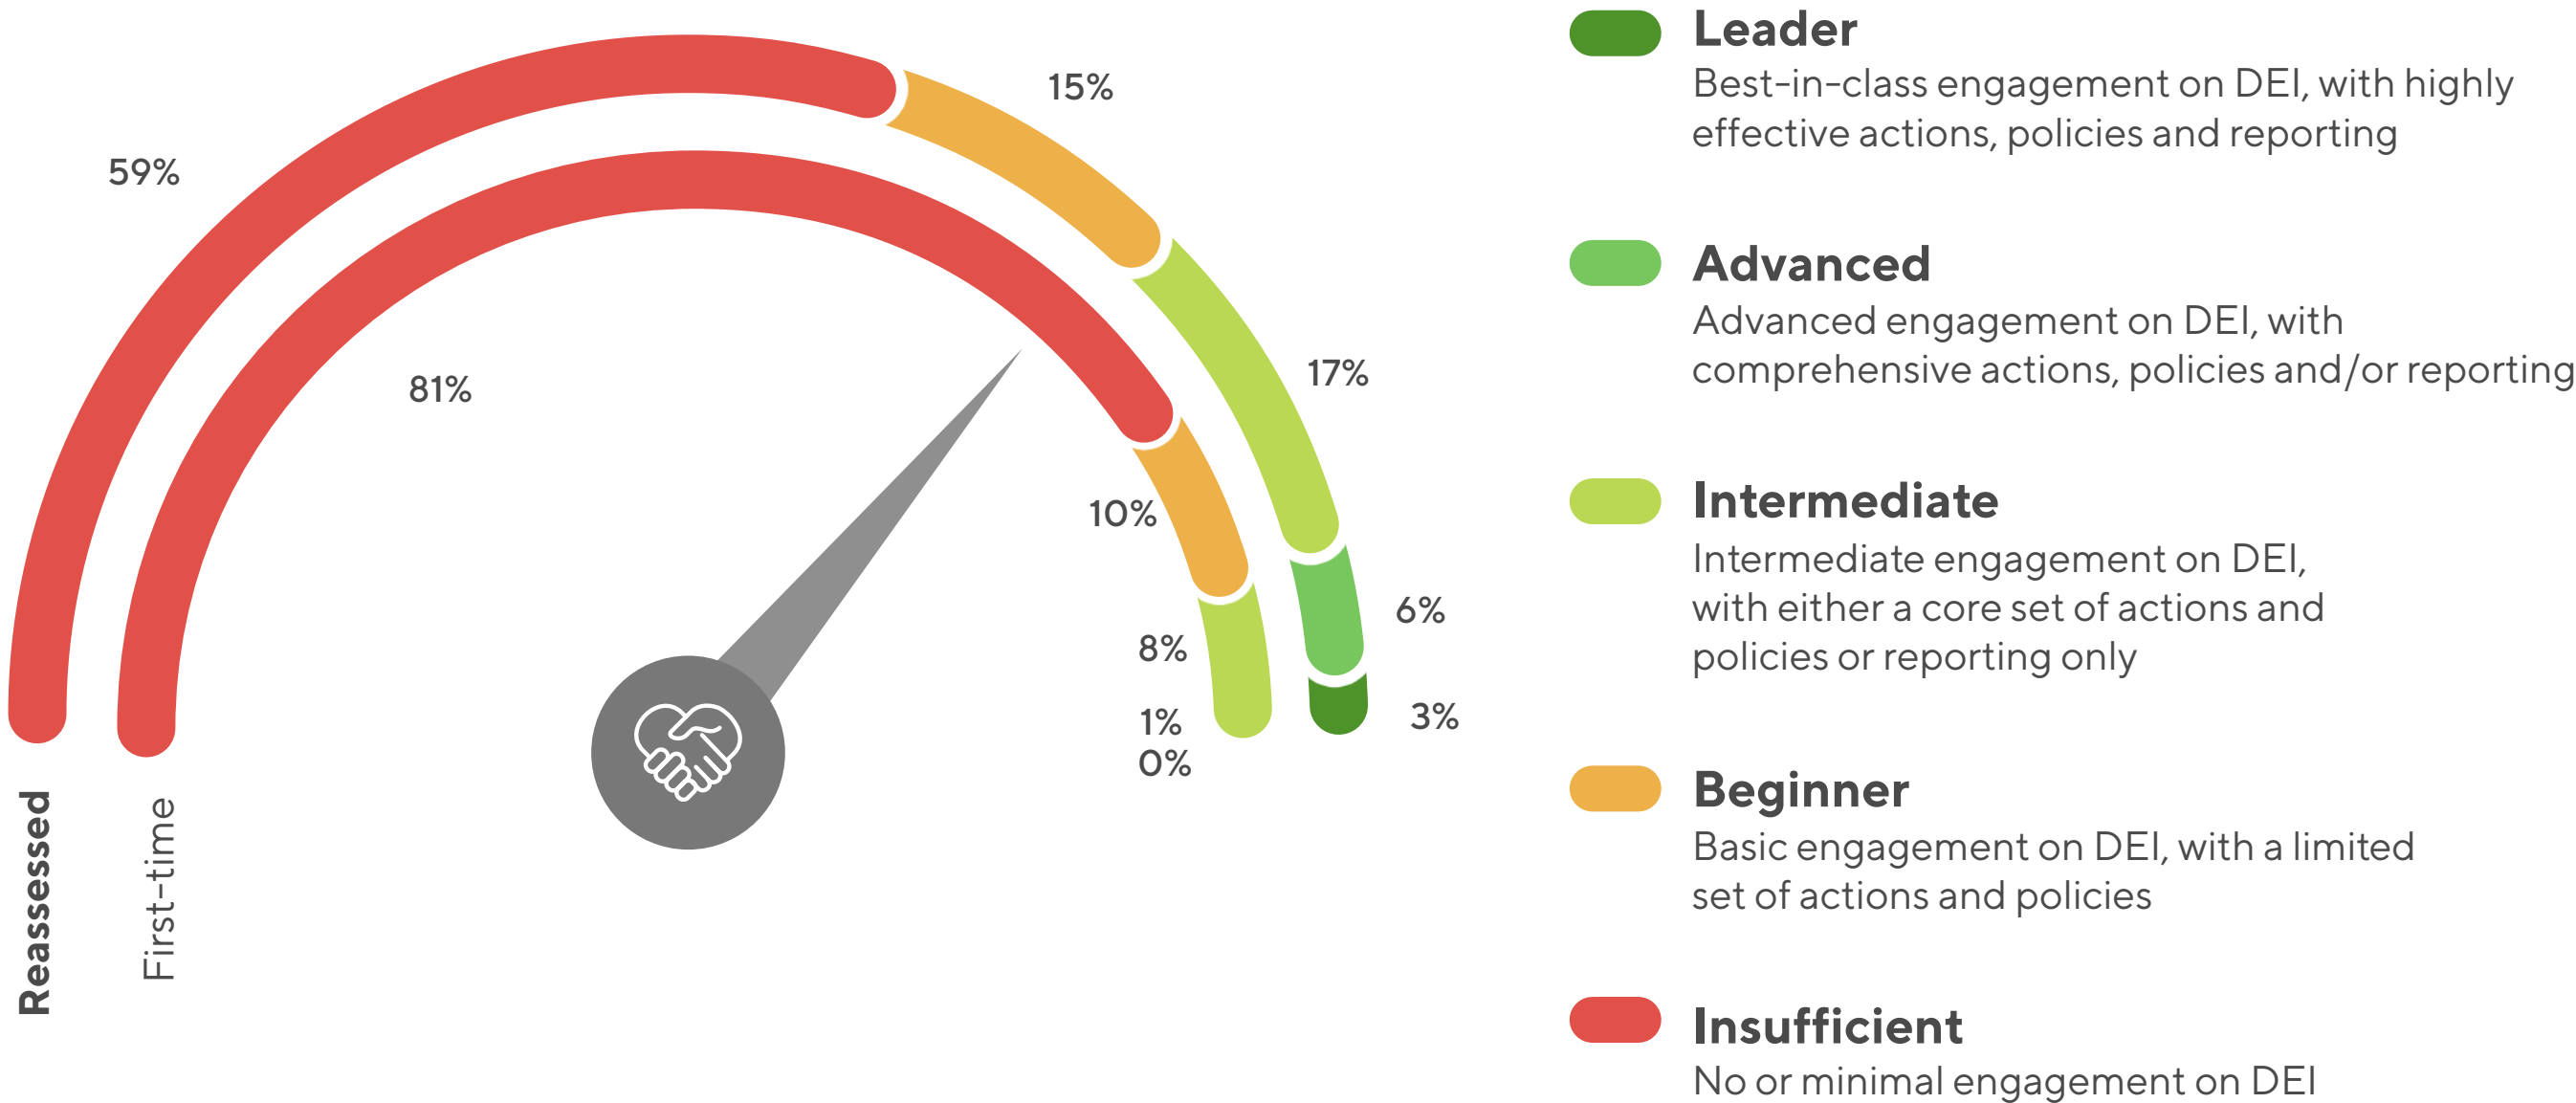 59%
15%
17%
6%
3%
81%
10%
8%
1%
0%
Reassessed
First-time
Leader
Best-in-class engagement on DEI, with highly
effective actions, policies and reporting
Advanced
Advanced engagement on DEI, with
comprehensive actions, policies and/or reporting
Intermediate
Intermediate engagement on DEI,
with either a core set of actions and
policies or reporting only
Beginner
Basic engagement on DEI, with a limited
set of actions and policies
Insufficient
No or minimal engagement on DEI